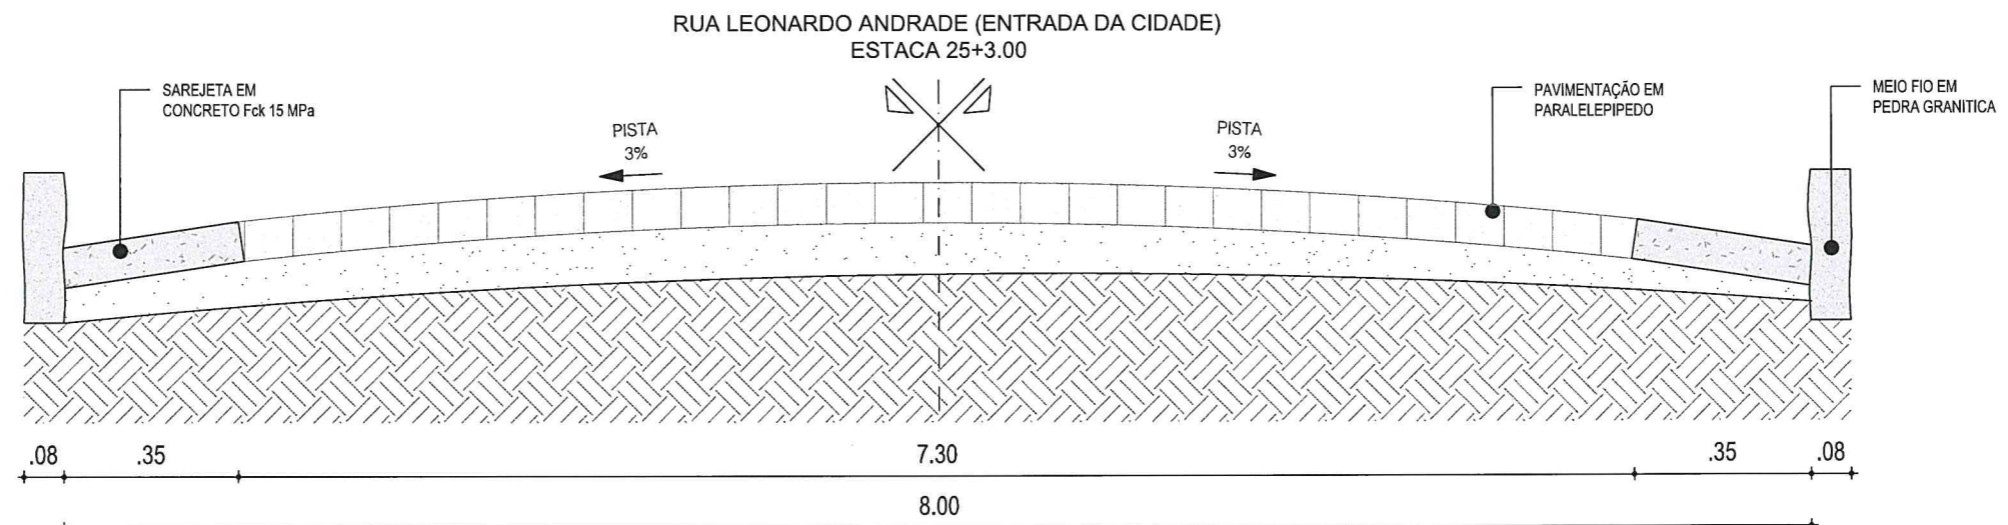 RUA LEONARDO ANDRADE (ENTRADA DA CIDADE)
ESTACA 25+3.00
SAREJETA EM
CONCRETO Fck 15 MPa
PISTA
3%
PISTA
3%
PAVIMENTAÇÃO EM
PARALELEPIPEDO
MEIO FIO EM
PEDRA GRANITICA
.08 .35 7.30 .35 .08
8.00